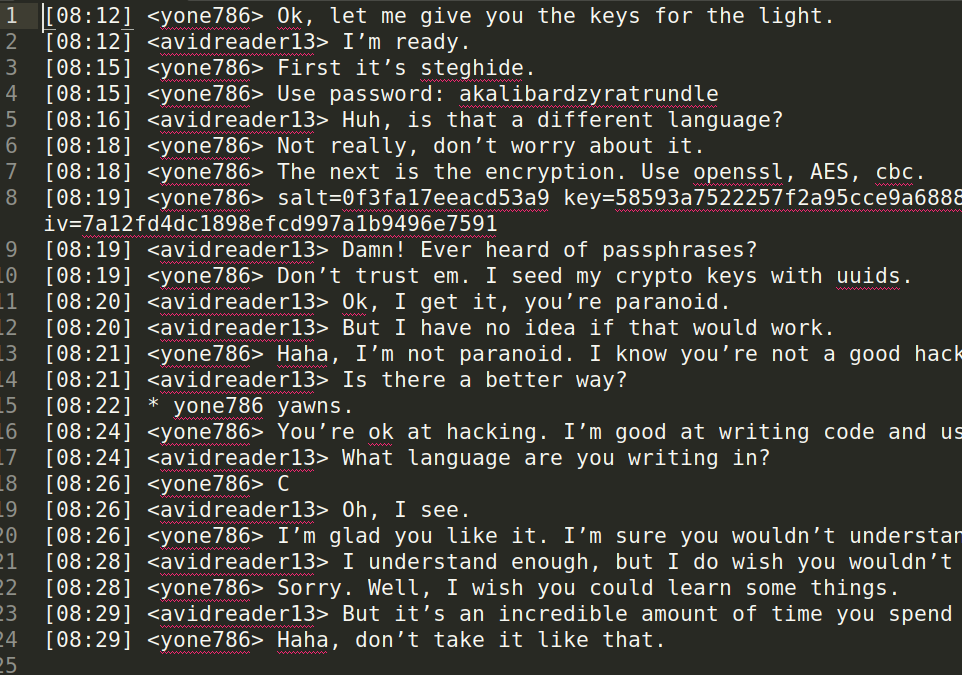 1 [08:12] <yone786> Ok, let me give you the keys for the light.
2 [08:12] <avidreader13> I’m ready.
3 [08:15] <yone786> First it’s steghide.
4 [08:15] <yone786> Use password: akalibardzyratrundle
5 [08:16] <avidreader13> Huh, is that a different language?
6 [08:18] <yone786> Not really, don’t worry about it.
7 [08:18] <yone786> The next is the encryption. Use openssl, AES, cbc.
8 [08:19] <yone786> salt=0f3fa17eeacd53a9 key=58593a7522257f2a95cce9a6888
iv=7a12fd4dc1898efcd997a1b9496e7591
9 [08:19] <avidreader13> Damn! Ever heard of passphrases?
10 [08:19] <yone786> Don’t trust em. I seed my crypto keys with uuids.
11 [08:20] <avidreader13> Ok, I get it, you’re paranoid.
12 [08:20] <avidreader13> But I have no idea if that would work.
13 [08:21] <yone786> Haha, I’m not paranoid. I know you’re not a good hack
14 [08:21] <avidreader13> Is there a better way?
15 [08:22] * yone786 yawns.
16 [08:24] <yone786> You’re ok at hacking. I’m good at writing code and us
17 [08:24] <avidreader13> What language are you writing in?
18 [08:26] <yone786> C
19 [08:26] <avidreader13> Oh, I see.
20 [08:26] <yone786> I’m glad you like it. I’m sure you wouldn’t understan
21 [08:28] <avidreader13> I understand enough, but I do wish you wouldn’t
22 [08:28] <yone786> Sorry. Well, I wish you could learn some things.
23 [08:29] <avidreader13> But it’s an incredible amount of time you spend
24 [08:29] <yone786> Haha, don’t take it like that.
25